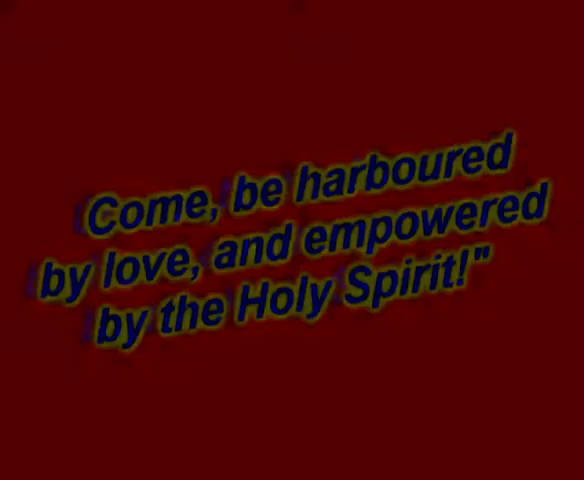 Come, be harboured
by love, and empowered
by the Holy Spirit!"